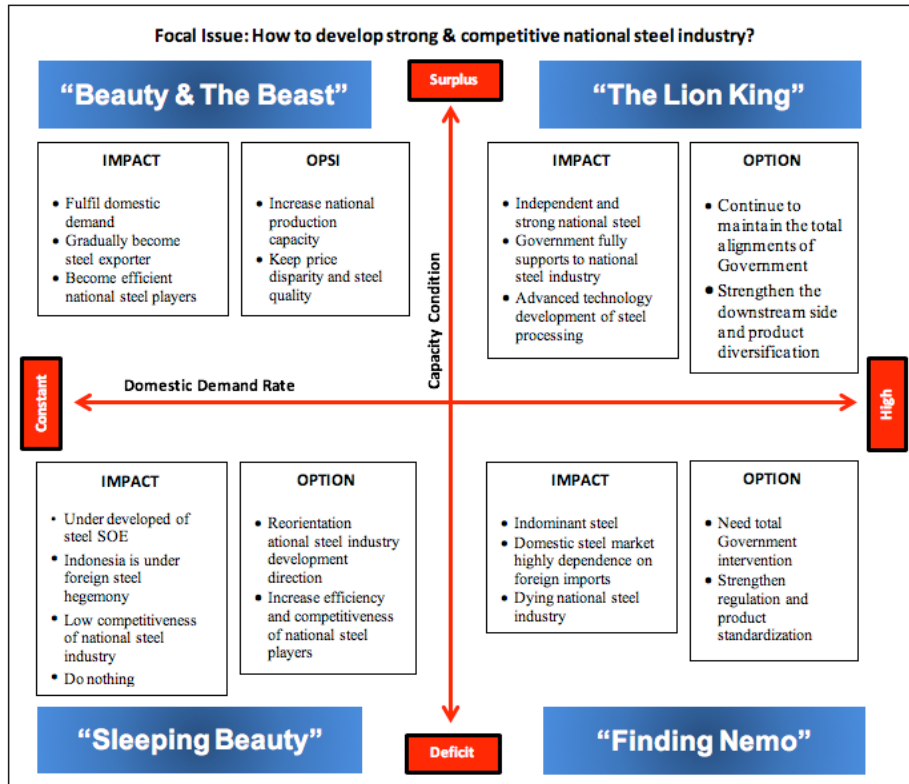 Focal Issue: How to develop strong & competitive national steel industry?
“Beauty & The Beast”
Surplus
“The Lion King”
IMPACT
• Fulfil domestic
demand
• Gradually become
steel exporter
• Become efficient
national steel players
OPSI
• Increase national
production
capacity
• Keep price
disparity and steel
quality
Capacity Condition
IMPACT
• Independent and
strong national steel
• Government fully
supports to national
steel industry
• Advanced technology
development of steel
processing
OPTION
• Continue to
maintain the total
alignments of
Government
• Strengthen the
downstream side
and product
diversification
Constant
Domestic Demand Rate
High
IMPACT
• Under developed of
steel SOE
• Indonesia is under
foreign steel
hegemony
• Low competitiveness
of national steel
industry
• Do nothing
OPTION
• Reorientation
ational steel industry
development
direction
• Increase efficiency
and competitiveness
of national steel
players
IMPACT
• Indominant steel
• Domestic steel market
highly dependence on
foreign imports
• Dying national steel
industry
OPTION
• Need total
Government
intervention
• Strengthen
regulation and
product
standardization
“Sleeping Beauty”
Deficit
“Finding Nemo”